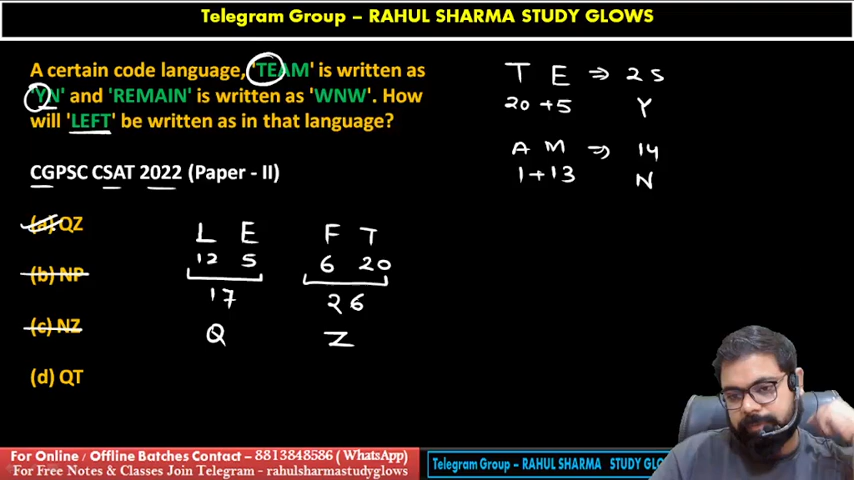 Telegram Group – RAHUL SHARMA STUDY GLOWS
A certain code language, 'TEAM' is written as
'YN' and 'REMAIN' is written as 'WNW'. How
will 'LEFT' be written as in that language?
CGPSC CSAT 2022 (Paper - II)
(a) QZ
(b) NP
(c) NZ
(d) QT
L E F T
12 5 6 20
17 26
Q Z
T E ⇒ 25
20 + 5 Y
A M ⇒ 14
1 + 13 N
For Online / Offline Batches Contact – 8813848586 ( WhatsApp)
For Free Notes & Classes Join Telegram - rahulsharmastudyglows
Telegram Group – RAHUL SHARMA STUDY GLO